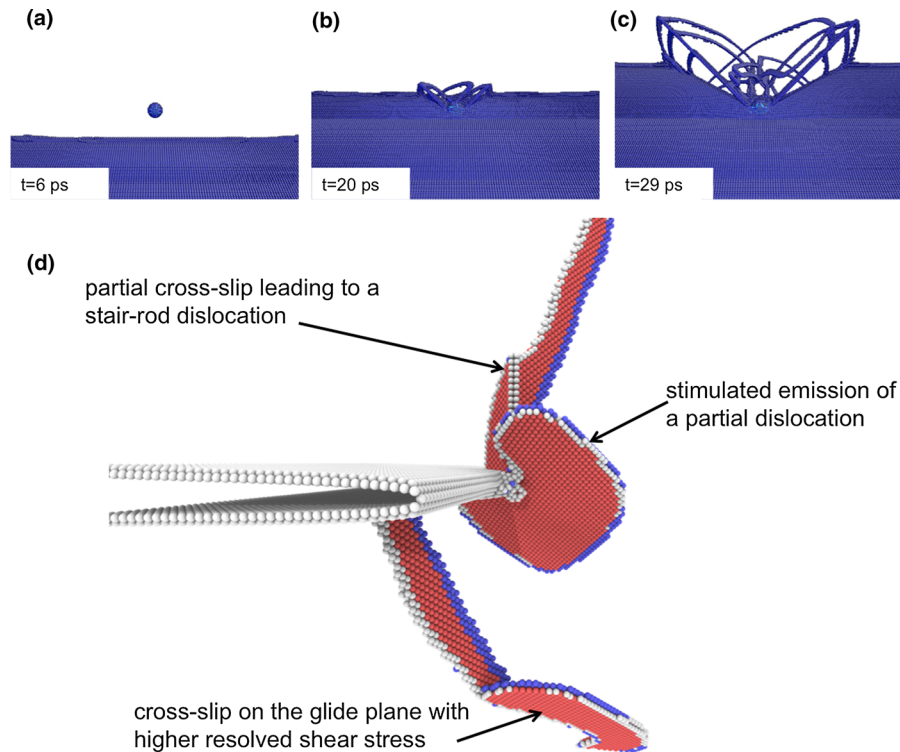 (a)
(b)
(c)
t=6 ps
t=20 ps
t=29 ps
(d)
partial cross-slip leading to a
stair-rod dislocation
stimulated emission of
a partial dislocation
cross-slip on the glide plane with
higher resolved shear stress